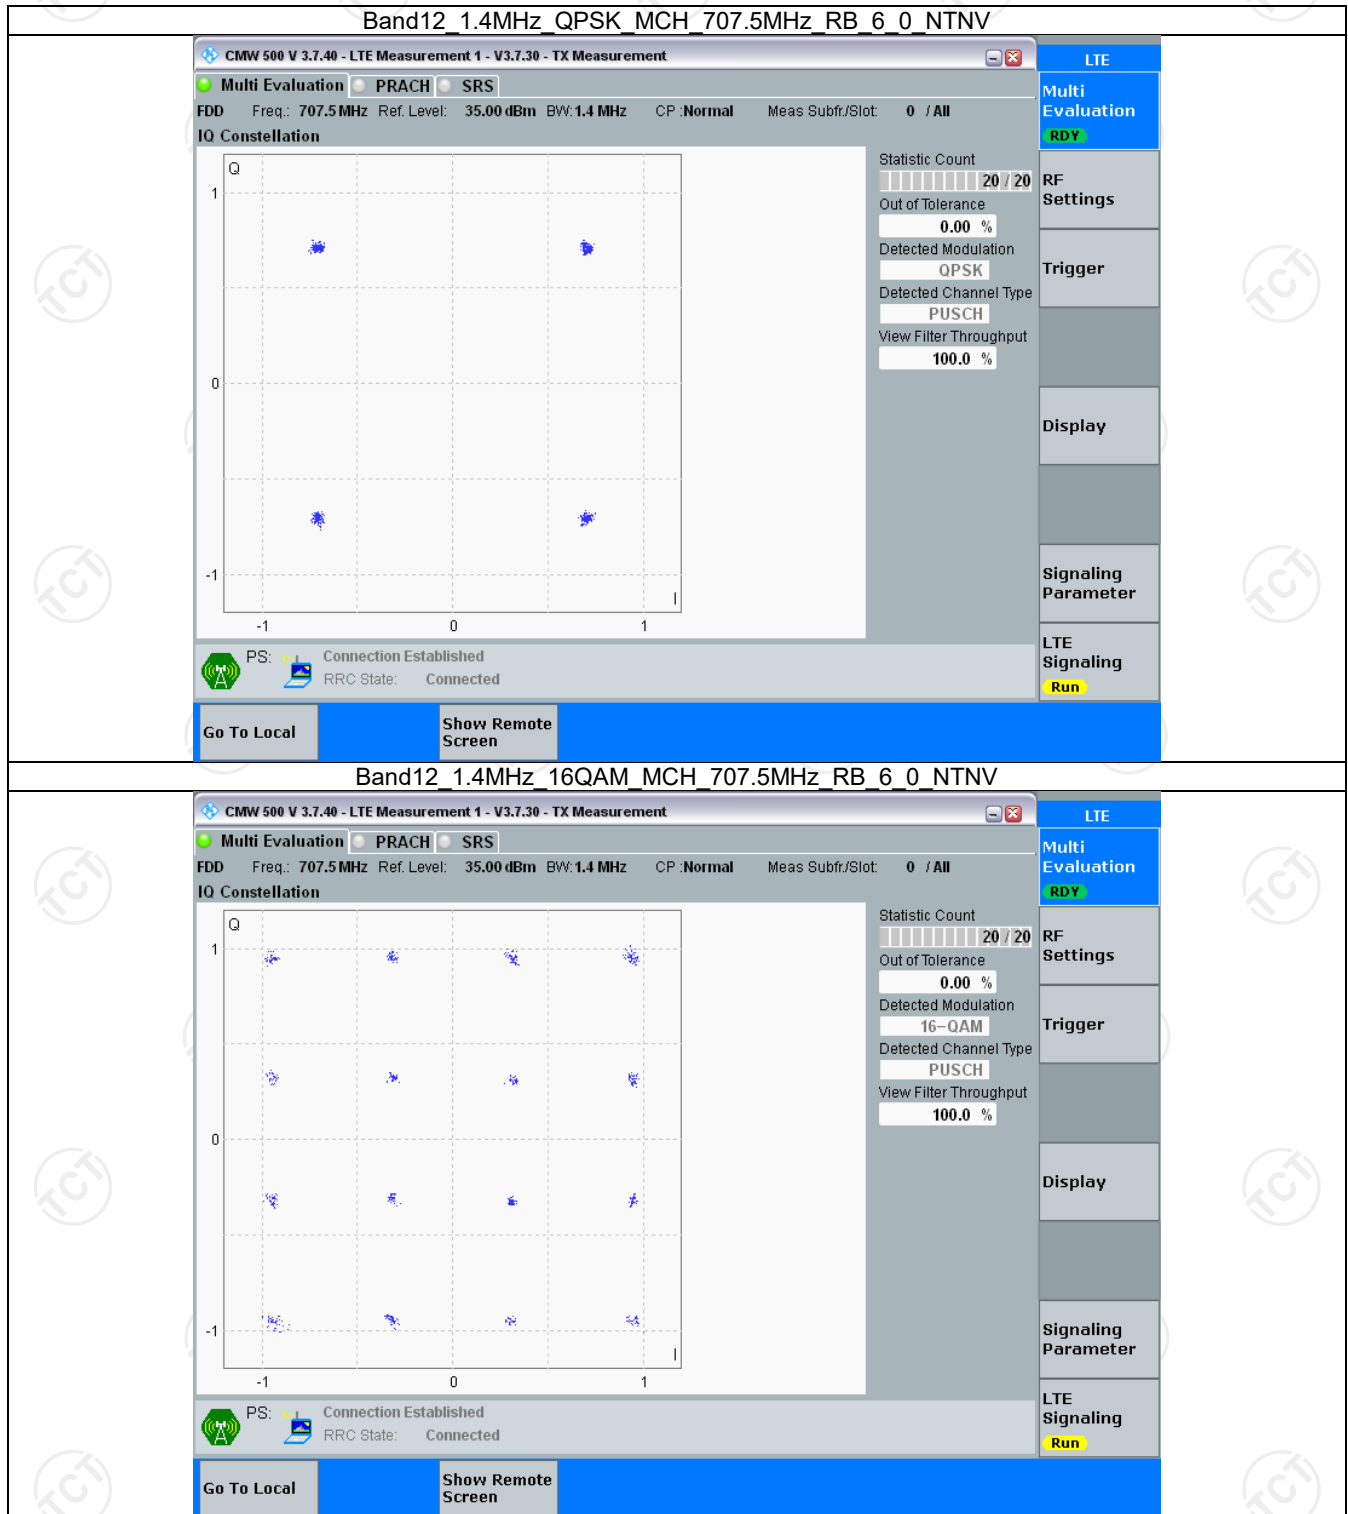 Band12_1.4MHz_QPSK_MCH_707.5MHz_RB_6_0_NTNV
CMW 500 V 3.7.40 - LTE Measurement 1 - V3.7.30 - TX Measurement
LTE
Multi Evaluation PRACH SRS
Multi Evaluation
RDY
FDD Freq.: 707.5 MHz Ref. Level: 35.00 dBm BW: 1.4 MHz CP :Normal Meas Subfr./Slot: 0 / All
IQ Constellation
Q
1
0
-1
I
-1 0 1
Statistic Count
20 / 20
Out of Tolerance
0.00 %
Detected Modulation
QPSK
Detected Channel Type
PUSCH
View Filter Throughput
100.0 %
RF Settings
Trigger
Display
Signaling Parameter
LTE Signaling
Run
PS: Connection Established
RRC State: Connected
Go To Local
Show Remote Screen
Band12_1.4MHz_16QAM_MCH_707.5MHz_RB_6_0_NTNV
CMW 500 V 3.7.40 - LTE Measurement 1 - V3.7.30 - TX Measurement
LTE
Multi Evaluation PRACH SRS
Multi Evaluation
RDY
FDD Freq.: 707.5 MHz Ref. Level: 35.00 dBm BW: 1.4 MHz CP :Normal Meas Subfr./Slot: 0 / All
IQ Constellation
Q
1
0
-1
I
-1 0 1
Statistic Count
20 / 20
Out of Tolerance
0.00 %
Detected Modulation
16-QAM
Detected Channel Type
PUSCH
View Filter Throughput
100.0 %
RF Settings
Trigger
Display
Signaling Parameter
LTE Signaling
Run
PS: Connection Established
RRC State: Connected
Go To Local
Show Remote Screen
TCT
TCT
TCT
TCT
TCT
TCT
TCT
TCT
TCT
TCT